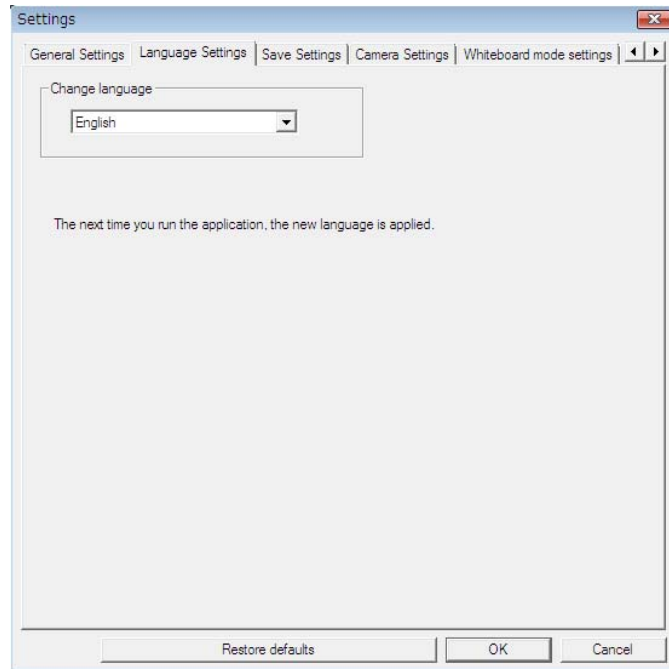 Settings
General Settings Language Settings Save Settings Camera Settings Whiteboard mode settings
Change language
English
The next time you run the application, the new language is applied.
Restore defaults OK Cancel